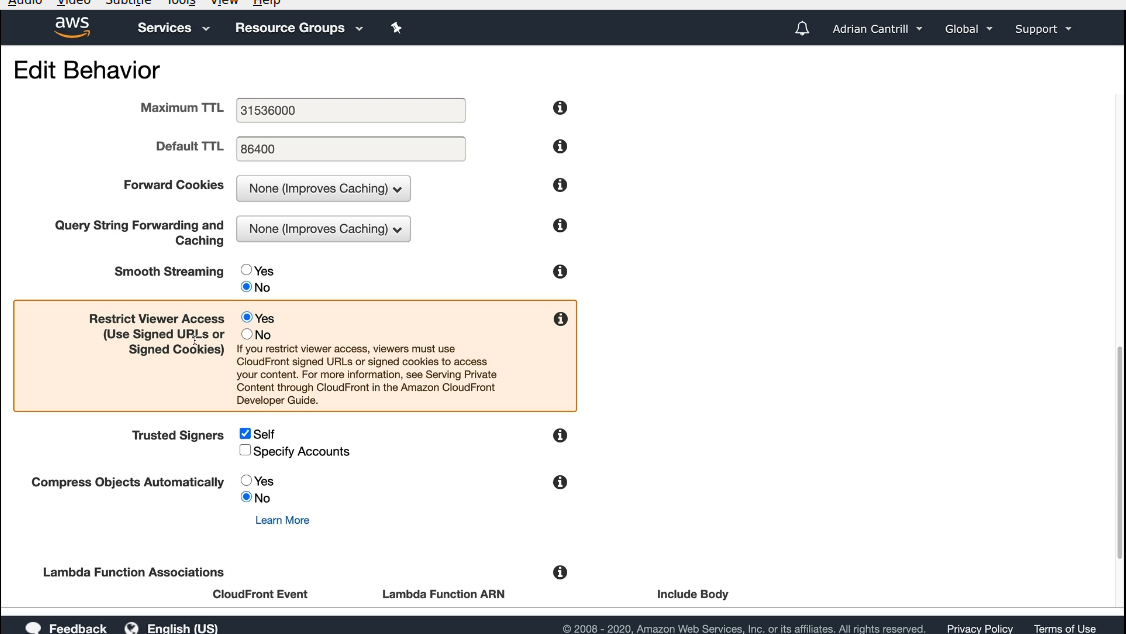 Audio Video Subtitle Tools View Help
aws Services Resource Groups Adrian Cantrill Global Support
Edit Behavior
Maximum TTL 31536000
Default TTL 86400
Forward Cookies None (Improves Caching)
Query String Forwarding and
Caching None (Improves Caching)
Smooth Streaming Yes
No
Restrict Viewer Access
(Use Signed URLs or
Signed Cookies)
Yes
No
If you restrict viewer access, viewers must use
CloudFront signed URLs or signed cookies to access
your content. For more information, see Serving Private
Content through CloudFront in the Amazon CloudFront
Developer Guide.
Trusted Signers Self
Specify Accounts
Compress Objects Automatically Yes
No
Learn More
Lambda Function Associations
CloudFront Event Lambda Function ARN Include Body
Feedback English (US) © 2008 - 2020, Amazon Web Services, Inc. or its affiliates. All rights reserved. Privacy Policy Terms of Use